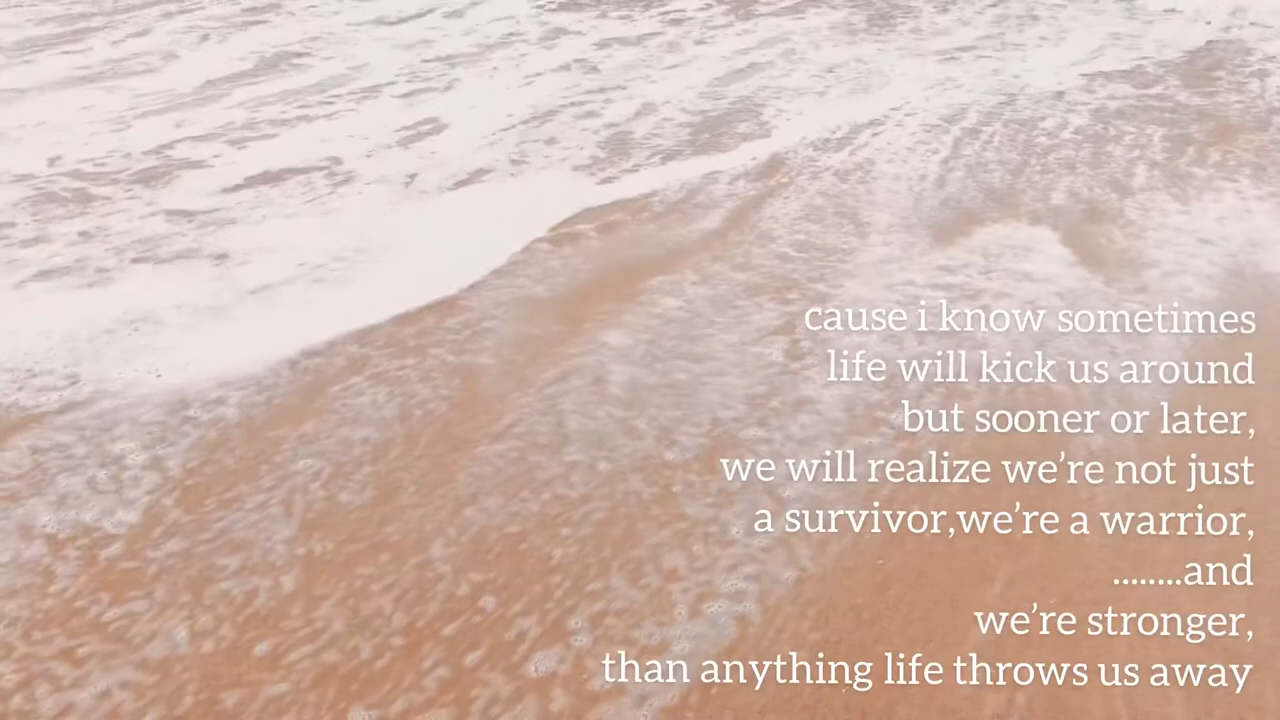 cause i know sometimes
life will kick us around
but sooner or later,
we will realize we’re not just
a survivor,we’re a warrior,
........and
we’re stronger,
than anything life throws us away